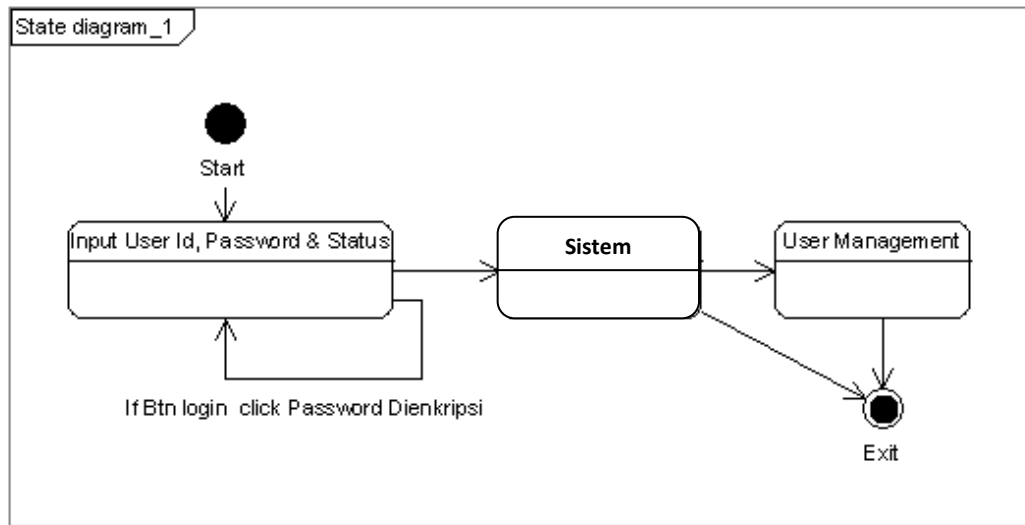 State diagram_1
Start
Input User Id, Password & Status
Sistem
User Management
If Btn login click Password Dienkripsi
Exit